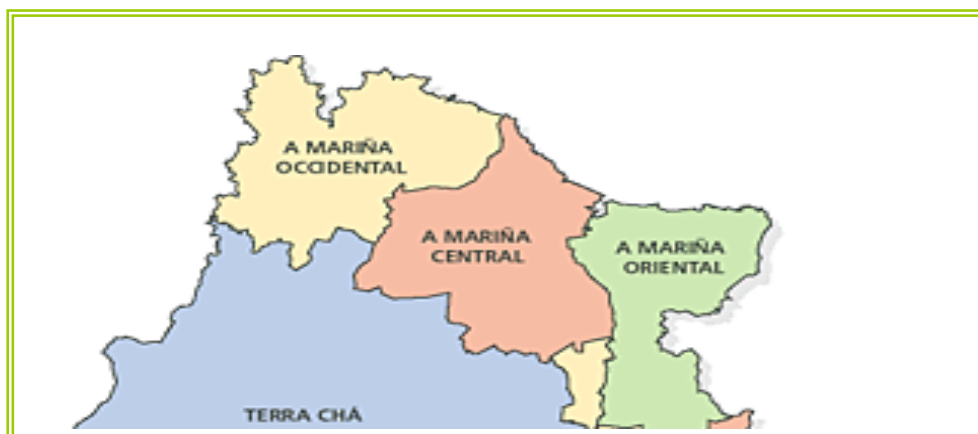 A MARIÑA
OCCIDENTAL
A MARIÑA
CENTRAL
A MARIÑA
ORIENTAL
TERRA CHÁ